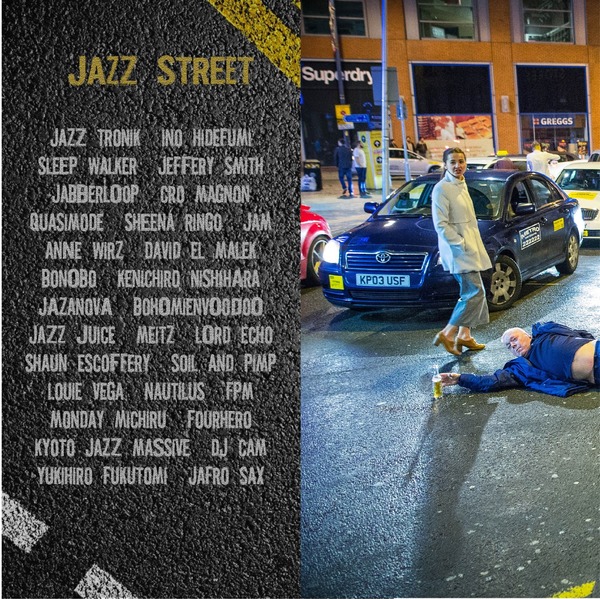 JAZZ STREET
JAZZ TRONIK INO HIDEFUMI
SLEEP WALKER JEFFERY SMITH
JABBERLOOP CRO MAGNON
QUASIMODE SHEENA RINGO JAM
ANNE WIRZ DAVID EL MALEK
BONOBO KENICHIRO NISHIHARA
JAZANOVA BOHOMIENVOODOO
JAZZ JUICE MEITZ LORD ECHO
SHAUN ESCOFFERY SOIL AND PIMP
LOUIE VEGA NAUTILUS FPM
MONDAY MICHIRU FOURHERO
KYOTO JAZZ MASSIVE DJ CAM
YUKIHIRO FUKUTOMI JAFRO SAX
Superdry
GREGGS
METRO
KP03 USF